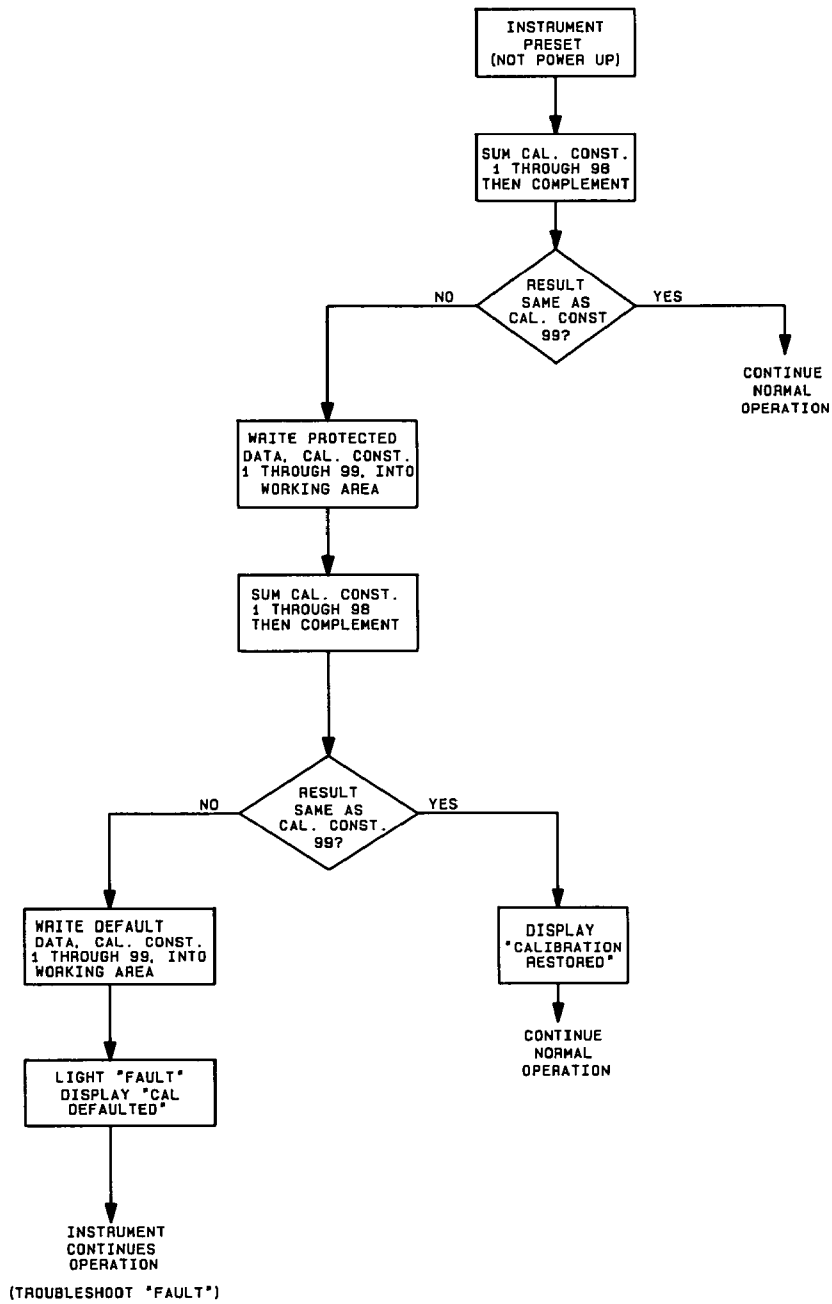 INSTRUMENT
PRESET
(NOT POWER UP)
SUM CAL. CONST.
1 THROUGH 98
THEN COMPLEMENT
RESULT
SAME AS
CAL. CONST
99?
NO
YES
CONTINUE
NORMAL
OPERATION
WRITE PROTECTED
DATA, CAL. CONST.
1 THROUGH 99, INTO
WORKING AREA
SUM CAL. CONST.
1 THROUGH 98
THEN COMPLEMENT
RESULT
SAME AS
CAL. CONST.
99?
NO
YES
WRITE DEFAULT
DATA, CAL. CONST.
1 THROUGH 99, INTO
WORKING AREA
DISPLAY
"CALIBRATION
RESTORED"
CONTINUE
NORMAL
OPERATION
LIGHT "FAULT"
DISPLAY "CAL
DEFAULTED"
INSTRUMENT
CONTINUES
OPERATION
(TROUBLESHOOT "FAULT")